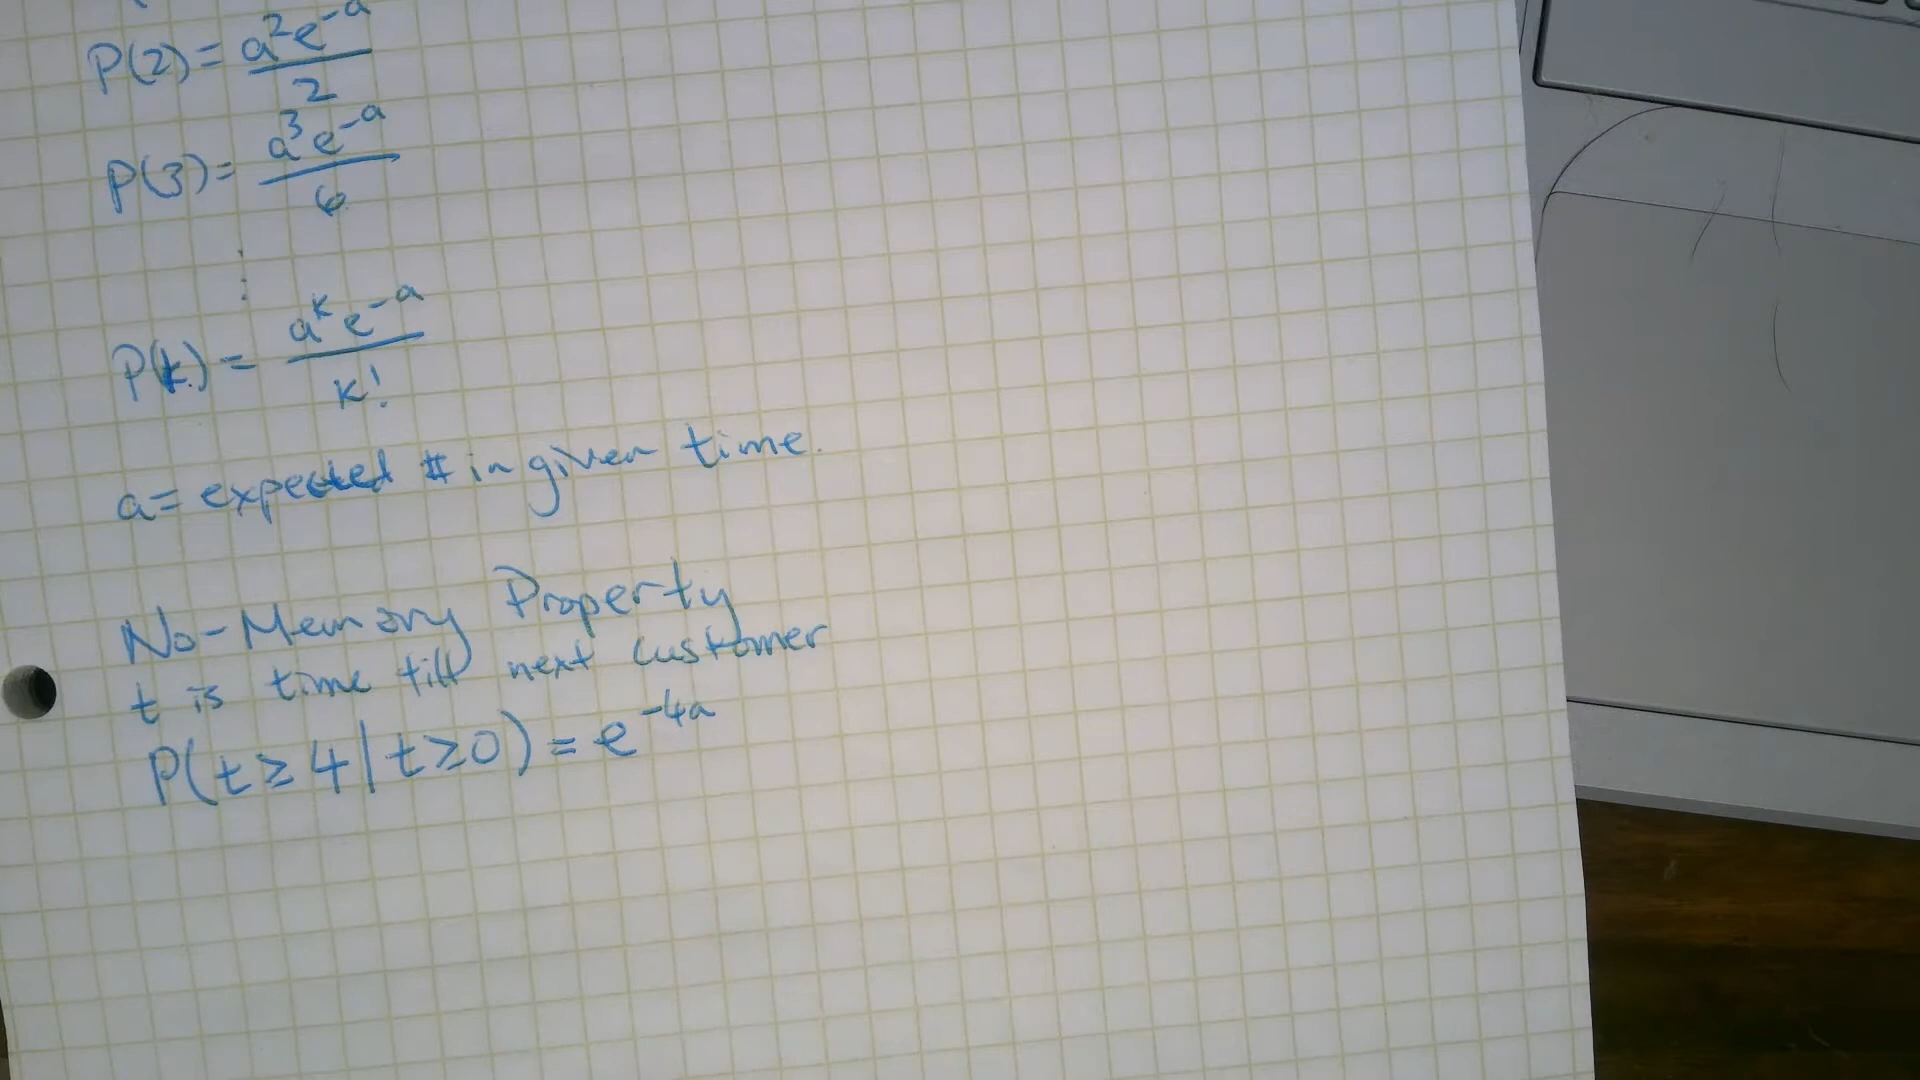 P(2) = a²e^-a / 2
P(3) = a³e^-a / 6
⋮
P(k) = a^k e^-a / k!
a = expected # in given time.
No-Memory Property
t is time till next customer
P(t ≥ 4 | t ≥ 0) = e^-4a